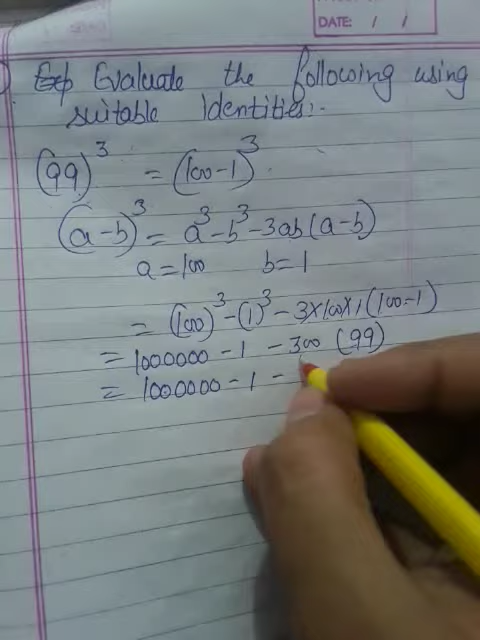 DATE: / /
Exp Evaluate the following using
suitable Identities:-
(99)³ = (100-1)³.
(a-b)³ = a³-b³-3ab(a-b)
a=100 b=1
= (100)³-(1)³-3×100×1(100-1)
= 1000000 - 1 - 300 (99)
= 1000000 - 1 -